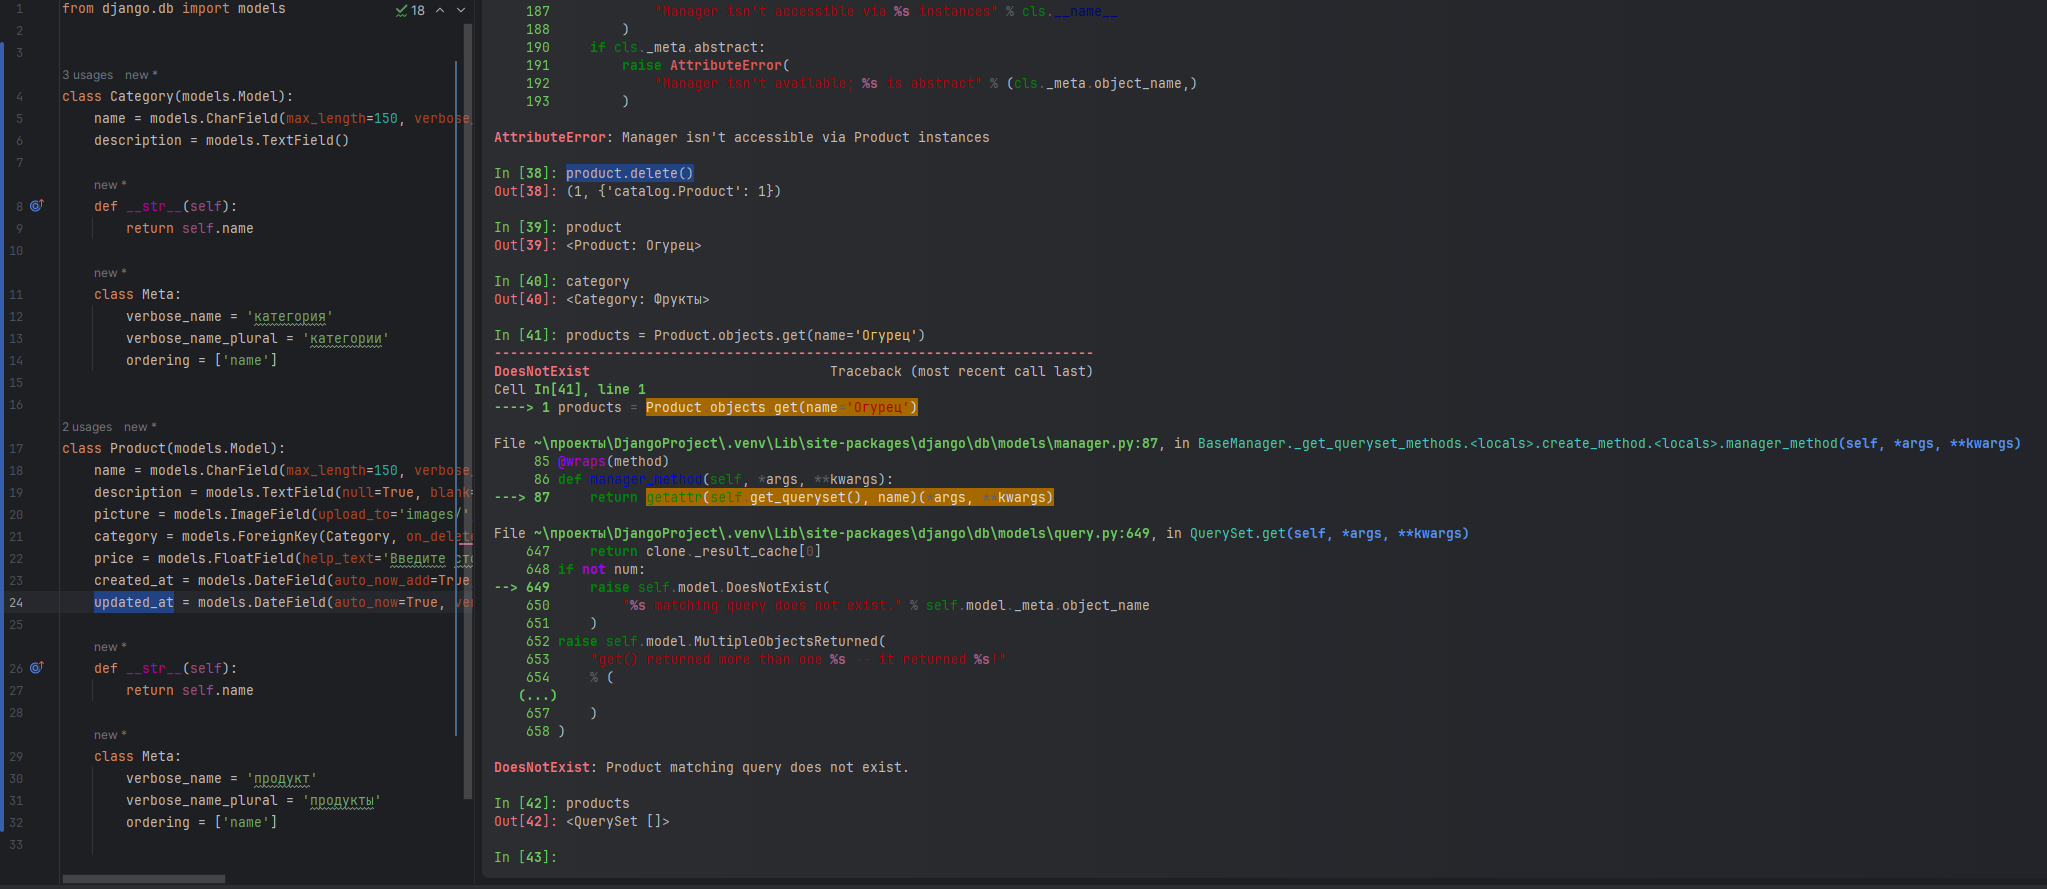 1 from django.db import models
18
2
3
3 usages new *
4 class Category(models.Model):
5 name = models.CharField(max_length=150, verbose_
6 description = models.TextField()
7
new *
8 def __str__(self):
9 return self.name
10
new *
11 class Meta:
12 verbose_name = 'категория'
13 verbose_name_plural = 'категории'
14 ordering = ['name']
15
16
2 usages new *
17 class Product(models.Model):
18 name = models.CharField(max_length=150, verbose_
19 description = models.TextField(null=True, blank=
20 picture = models.ImageField(upload_to='images/'
21 category = models.ForeignKey(Category, on_delete
22 price = models.FloatField(help_text='Введите сто
23 created_at = models.DateField(auto_now_add=True
24 updated_at = models.DateField(auto_now=True, ver
25
new *
26 def __str__(self):
27 return self.name
28
new *
29 class Meta:
30 verbose_name = 'продукт'
31 verbose_name_plural = 'продукты'
32 ordering = ['name']
33
187 "Manager isn't accessible via %s instances" % cls.__name__
188 )
190 if cls._meta.abstract:
191 raise AttributeError(
192 "Manager isn't available; %s is abstract" % (cls._meta.object_name,)
193 )
AttributeError: Manager isn't accessible via Product instances
In [38]: product.delete()
Out[38]: (1, {'catalog.Product': 1})
In [39]: product
Out[39]: <Product: Огурец>
In [40]: category
Out[40]: <Category: Фрукты>
In [41]: products = Product.objects.get(name='Огурец')
---------------------------------------------------------------------------
DoesNotExist Traceback (most recent call last)
Cell In[41], line 1
----> 1 products = Product.objects.get(name='Огурец')
File ~\проекты\DjangoProject\.venv\Lib\site-packages\django\db\models\manager.py:87, in BaseManager._get_queryset_methods.<locals>.create_method.<locals>.manager_method(self, *args, **kwargs)
85 @wraps(method)
86 def manager_method(self, *args, **kwargs):
---> 87 return getattr(self.get_queryset(), name)(*args, **kwargs)
File ~\проекты\DjangoProject\.venv\Lib\site-packages\django\db\models\query.py:649, in QuerySet.get(self, *args, **kwargs)
647 return clone._result_cache[0]
648 if not num:
--> 649 raise self.model.DoesNotExist(
650 "%s matching query does not exist." % self.model._meta.object_name
651 )
652 raise self.model.MultipleObjectsReturned(
653 "get() returned more than one %s -- it returned %s!"
654 % (
(...)
657 )
658 )
DoesNotExist: Product matching query does not exist.
In [42]: products
Out[42]: <QuerySet []>
In [43]: